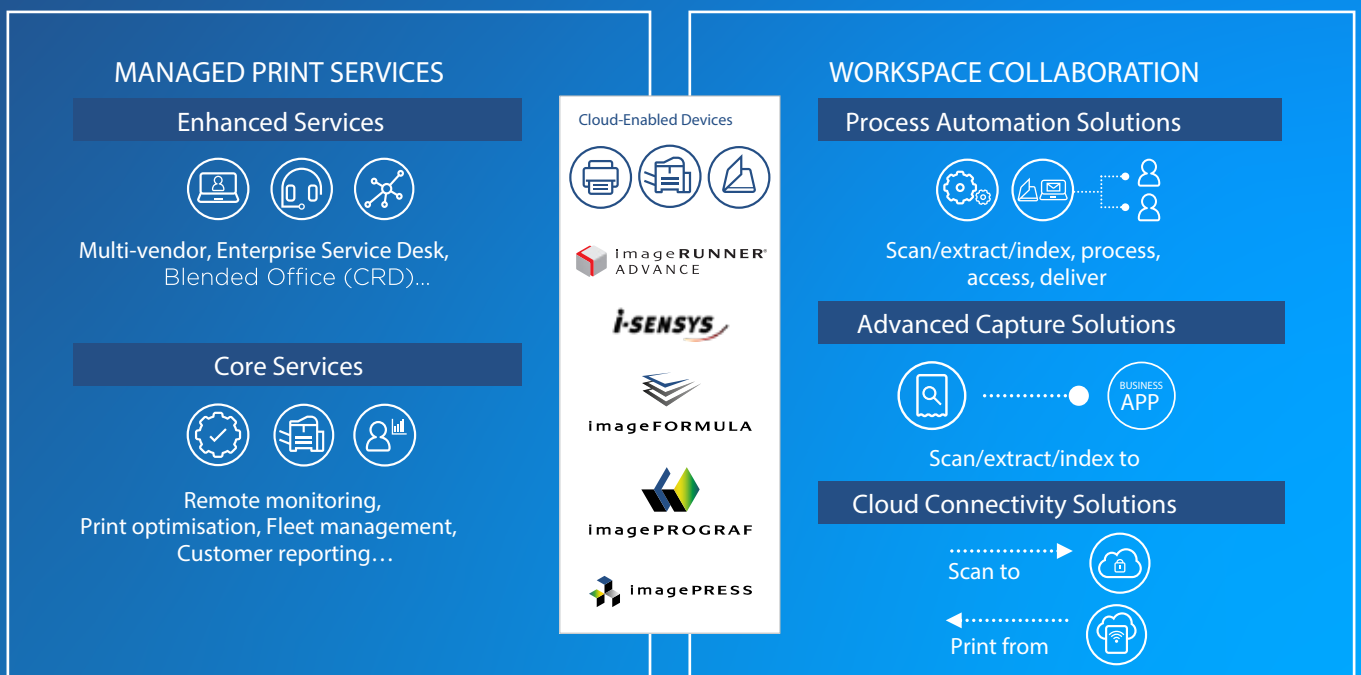 MANAGED PRINT SERVICES
Enhanced Services
Multi-vendor, Enterprise Service Desk,
Blended Office (CRD)...
Core Services
Remote monitoring,
Print optimisation, Fleet management,
Customer reporting…
Cloud-Enabled Devices
imageRUNNER®
ADVANCE
i-SENSYS
imageFORMULA
imagePROGRAF
imagePRESS
WORKSPACE COLLABORATION
Process Automation Solutions
Scan/extract/index, process,
access, deliver
Advanced Capture Solutions
BUSINESS
APP
Scan/extract/index to
Cloud Connectivity Solutions
Scan to
Print from